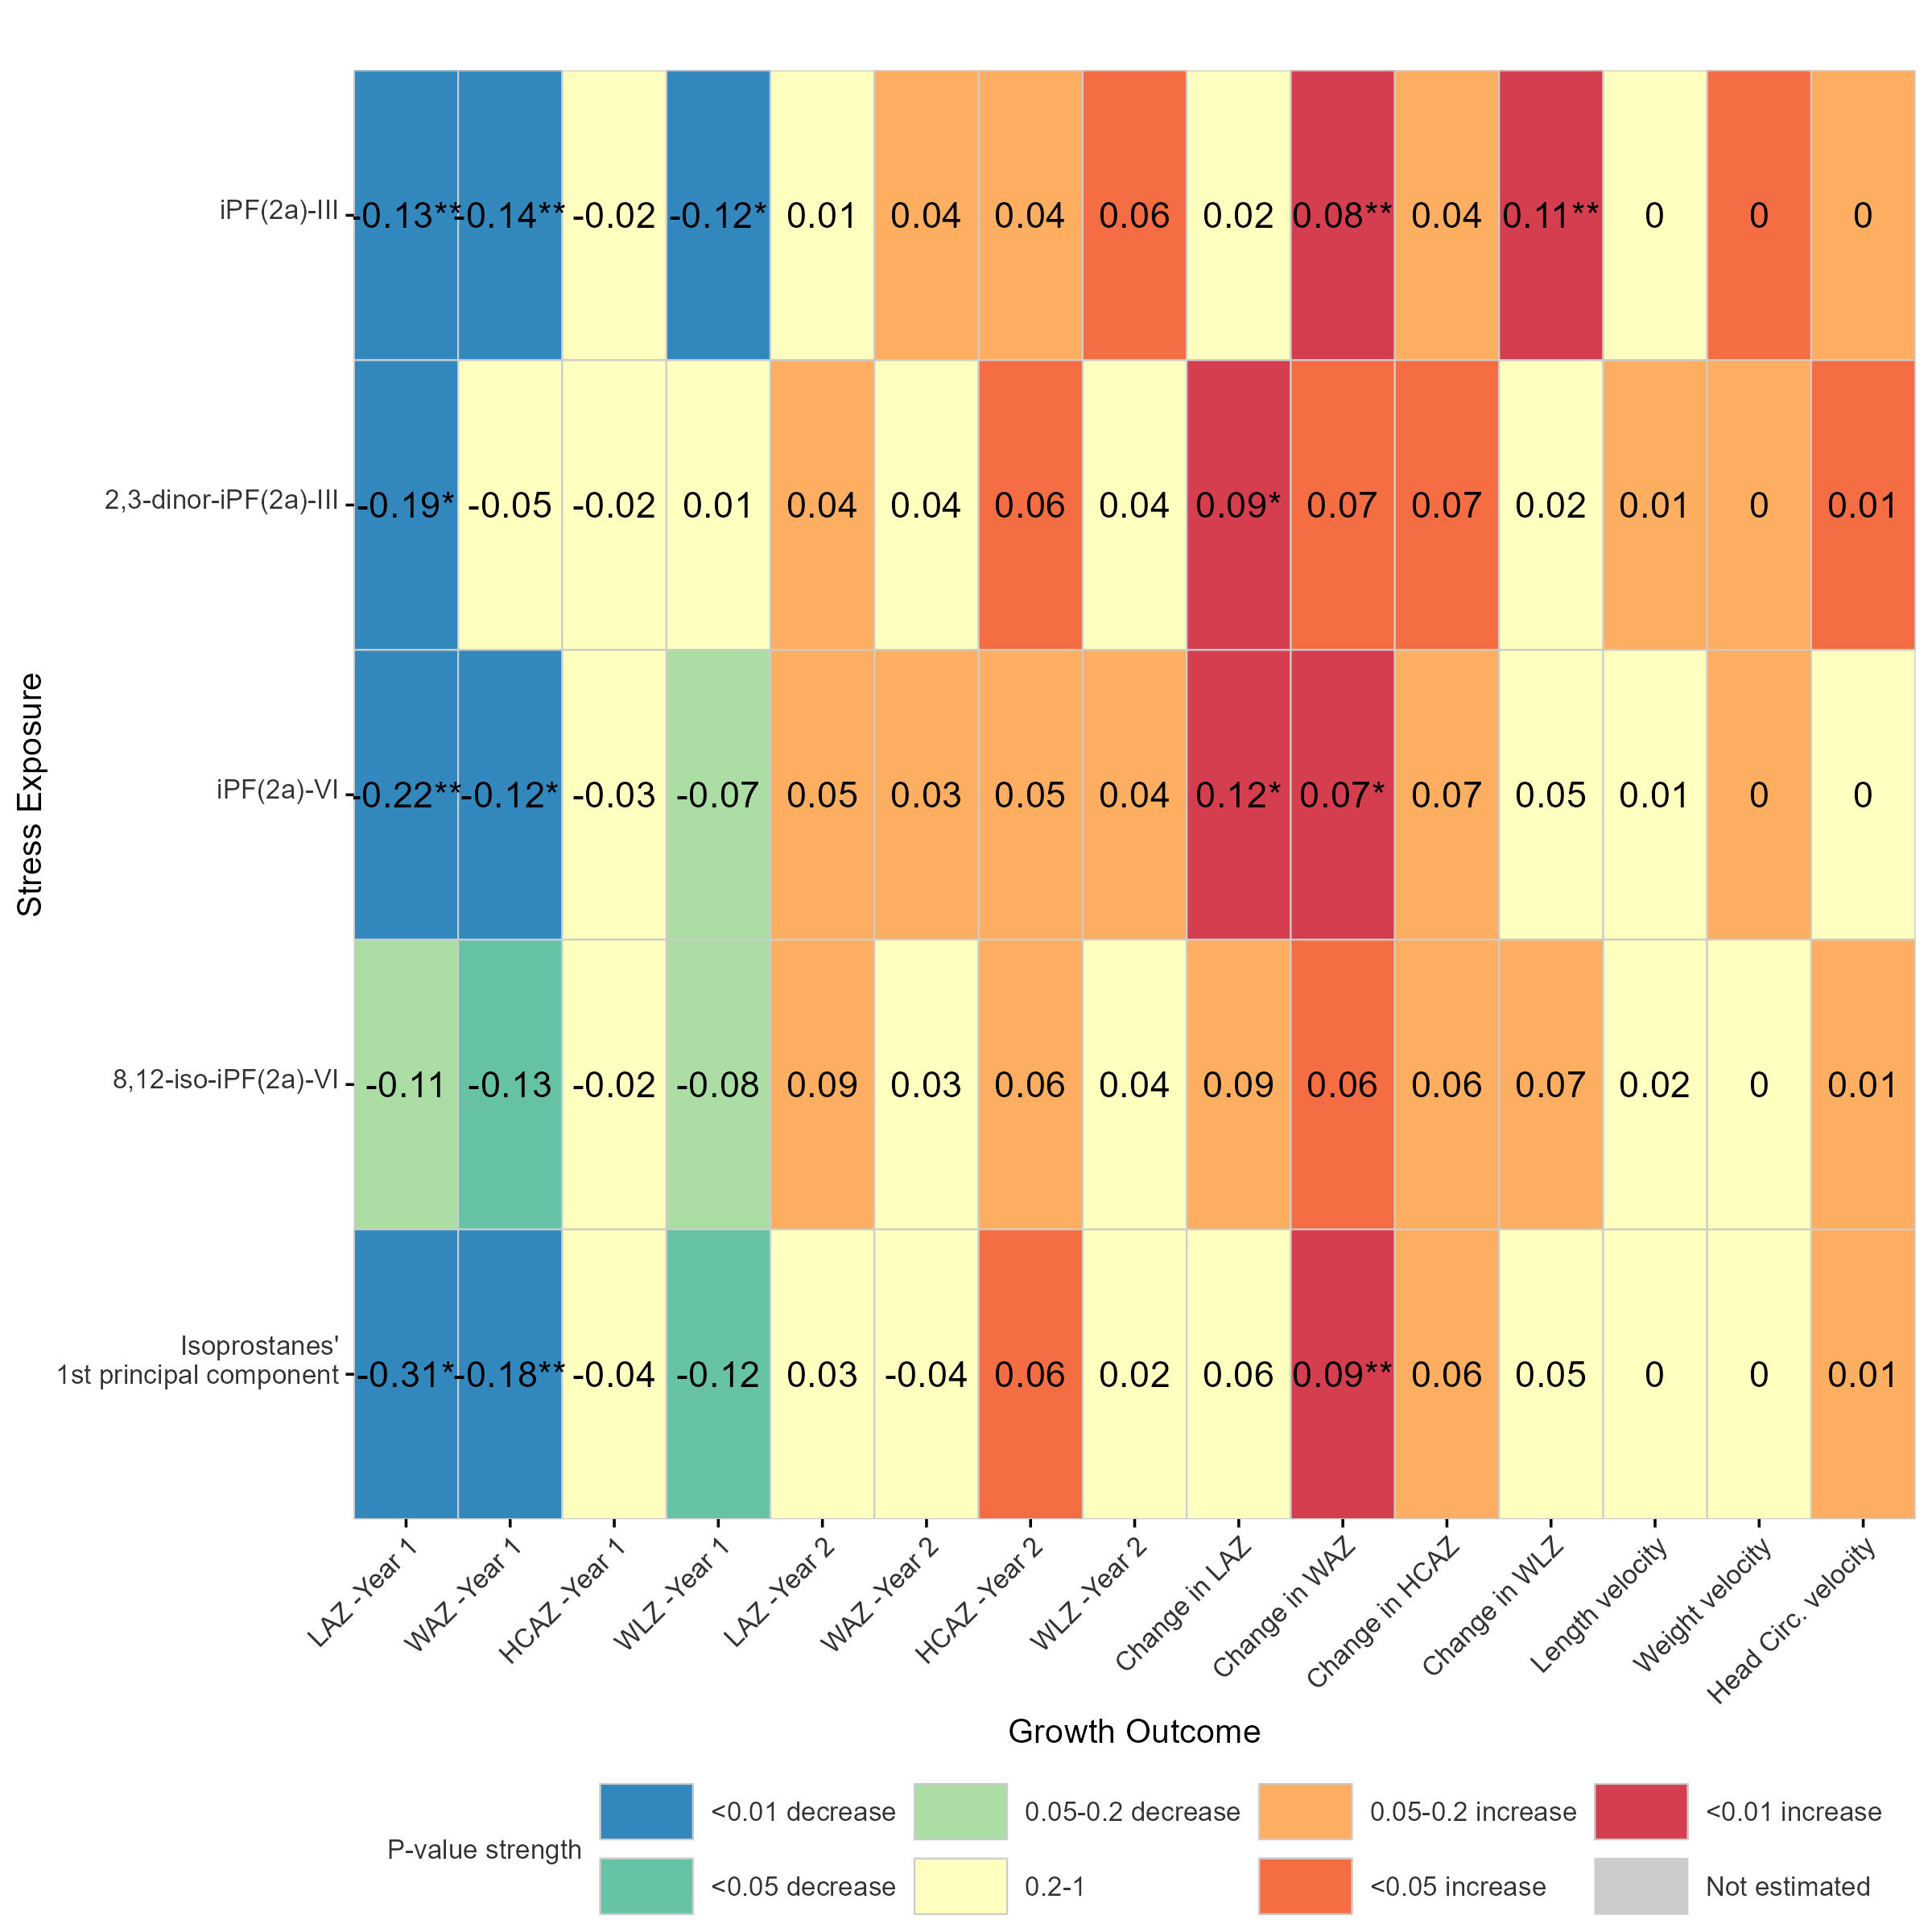 iPF(2a)-III -0.13** -0.14** -0.02 -0.12* 0.01 0.04 0.04 0.06 0.02 0.08** 0.04 0.11** 0 0 0
2,3-dinor-iPF(2a)-III -0.19* -0.05 -0.02 0.01 0.04 0.04 0.06 0.04 0.09* 0.07 0.07 0.02 0.01 0 0.01
Stress Exposure
iPF(2a)-VI -0.22** -0.12* -0.03 -0.07 0.05 0.03 0.05 0.04 0.12* 0.07* 0.07 0.05 0.01 0 0
8,12-iso-iPF(2a)-VI -0.11 -0.13 -0.02 -0.08 0.09 0.03 0.06 0.04 0.09 0.06 0.06 0.07 0.02 0 0.01
Isoprostanes'
1st principal component -0.31* -0.18** -0.04 -0.12 0.03 -0.04 0.06 0.02 0.06 0.09** 0.06 0.05 0 0 0.01
LAZ -Year 1
WAZ -Year 1
HCAZ -Year 1
WLZ -Year 1
LAZ -Year 2
WAZ -Year 2
HCAZ -Year 2
WLZ -Year 2
Change in LAZ
Change in WAZ
Change in HCAZ
Change in WLZ
Length velocity
Weight velocity
Head Circ. velocity
Growth Outcome
P-value strength
<0.01 decrease 0.05-0.2 decrease 0.05-0.2 increase <0.01 increase
<0.05 decrease 0.2-1 <0.05 increase Not estimated